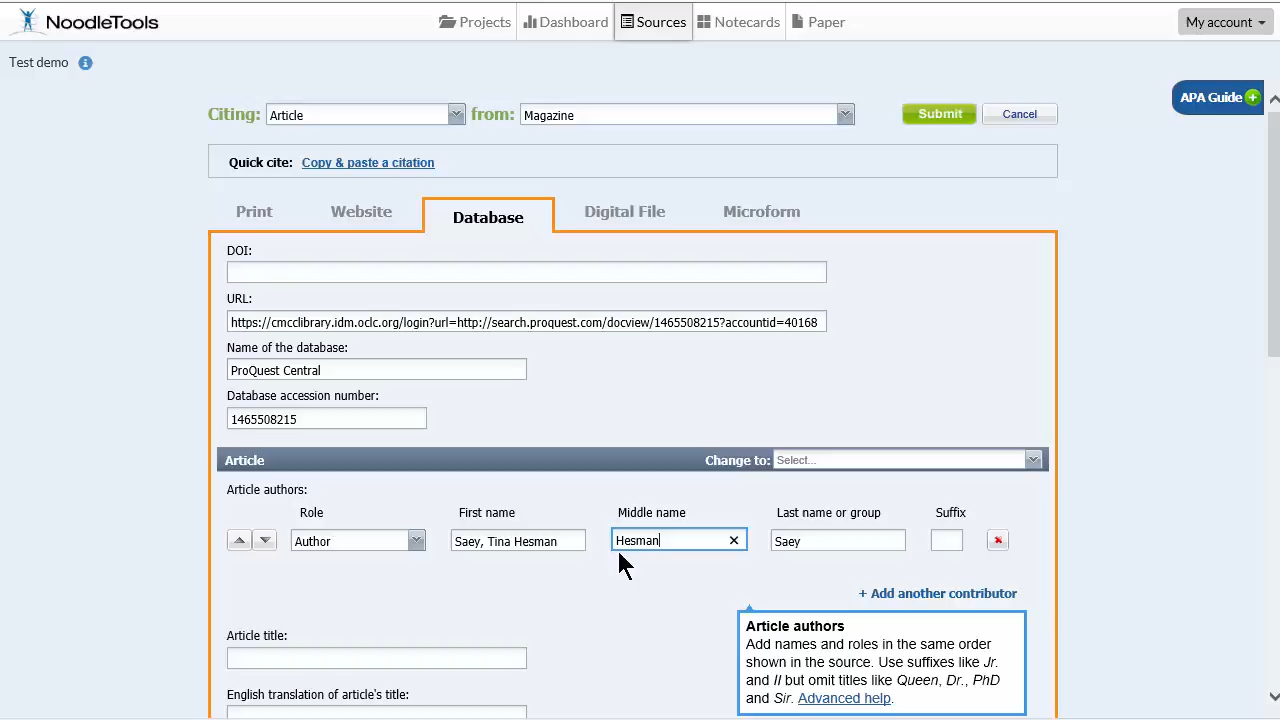 NoodleTools Projects Dashboard Sources Notecards Paper My account
Test demo
APA Guide
Citing: Article from: Magazine Submit Cancel
Quick cite: Copy & paste a citation
Print Website Database Digital File Microform
DOI:
URL:
https://cmcclibrary.idm.oclc.org/login?url=http://search.proquest.com/docview/1465508215?accountid=40168
Name of the database:
ProQuest Central
Database accession number:
1465508215
Article Change to: Select...
Article authors:
Role First name Middle name Last name or group Suffix
Author Saey, Tina Hesman Hesman Saey
+ Add another contributor
Article authors
Add names and roles in the same order
shown in the source. Use suffixes like Jr.
and II but omit titles like Queen, Dr., PhD
and Sir. Advanced help.
Article title:
English translation of article's title: